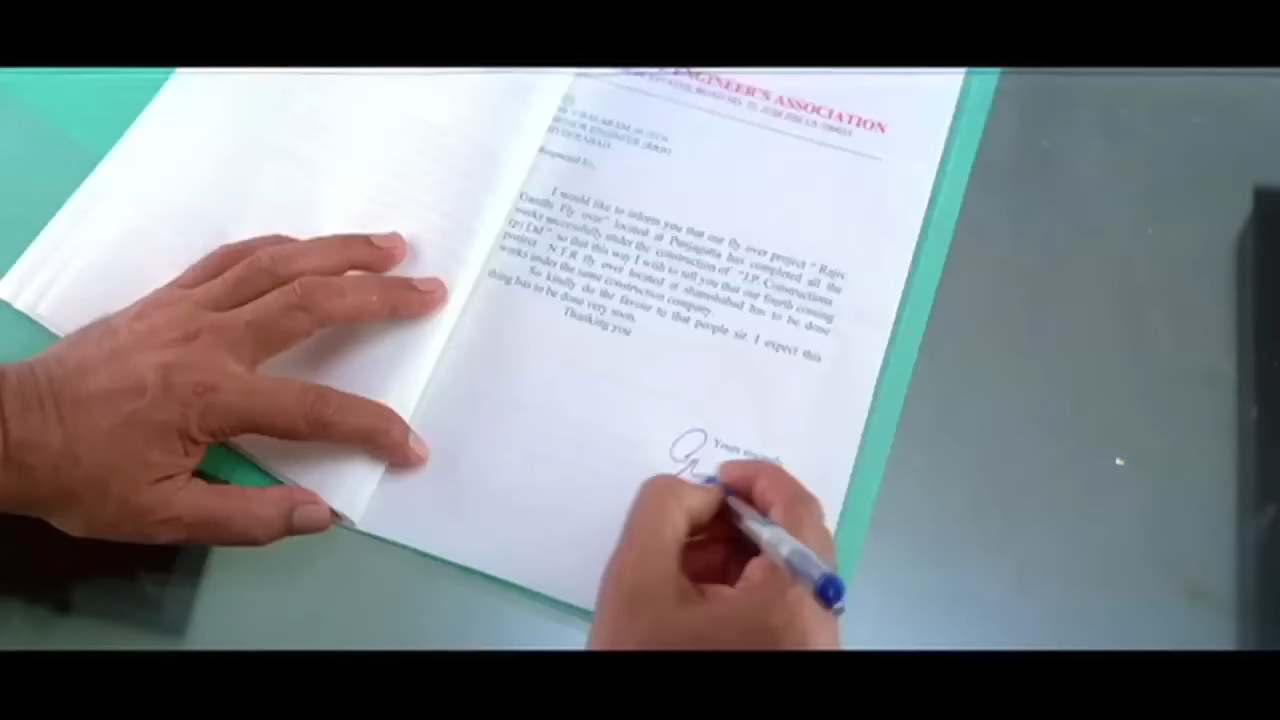 ENGINEER'S ASSOCIATION
HYDERABAD.
Respected Sir,
I would like to inform you that our fly over project " Rajiv
Gandhi Fly over" located at Punjagutta has completed all the
works successfully under the construction of "J.P. Constructions
(p) Ltd " so that this way I wish to tell you that our fourth coming
project N.T.R fly over located at shamshabad has to be done
works under the same construction company.
So kindly do the favour to that people sir. I expect this
thing has to be done very soon.
Thanking you
Yours